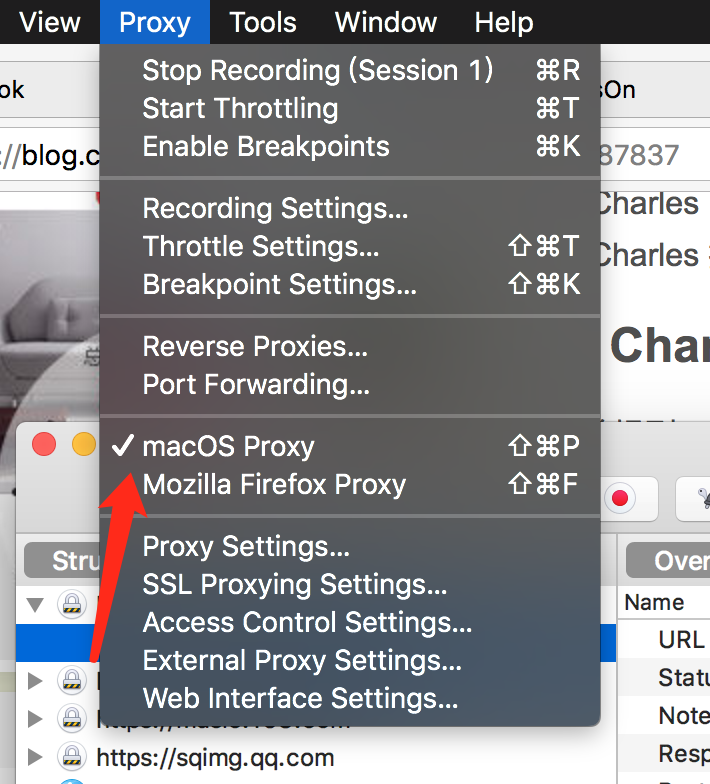 View Proxy Tools Window Help
Stop Recording (Session 1) ⌘R
ok
Start Throttling ⌘T
Enable Breakpoints ⌘K
://blog.c
87837
Recording Settings...
Charles
Throttle Settings... ⇧⌘T
Charles
Breakpoint Settings... ⇧⌘K
Reverse Proxies...
Char
总
Port Forwarding...
✓ macOS Proxy ⇧⌘P
Mozilla Firefox Proxy ⇧⌘F
Proxy Settings...
Stru
Over
SSL Proxying Settings...
Name
Access Control Settings...
URL
External Proxy Settings...
Statu
Web Interface Settings...
Note
Resp
https://sqimg.qq.com